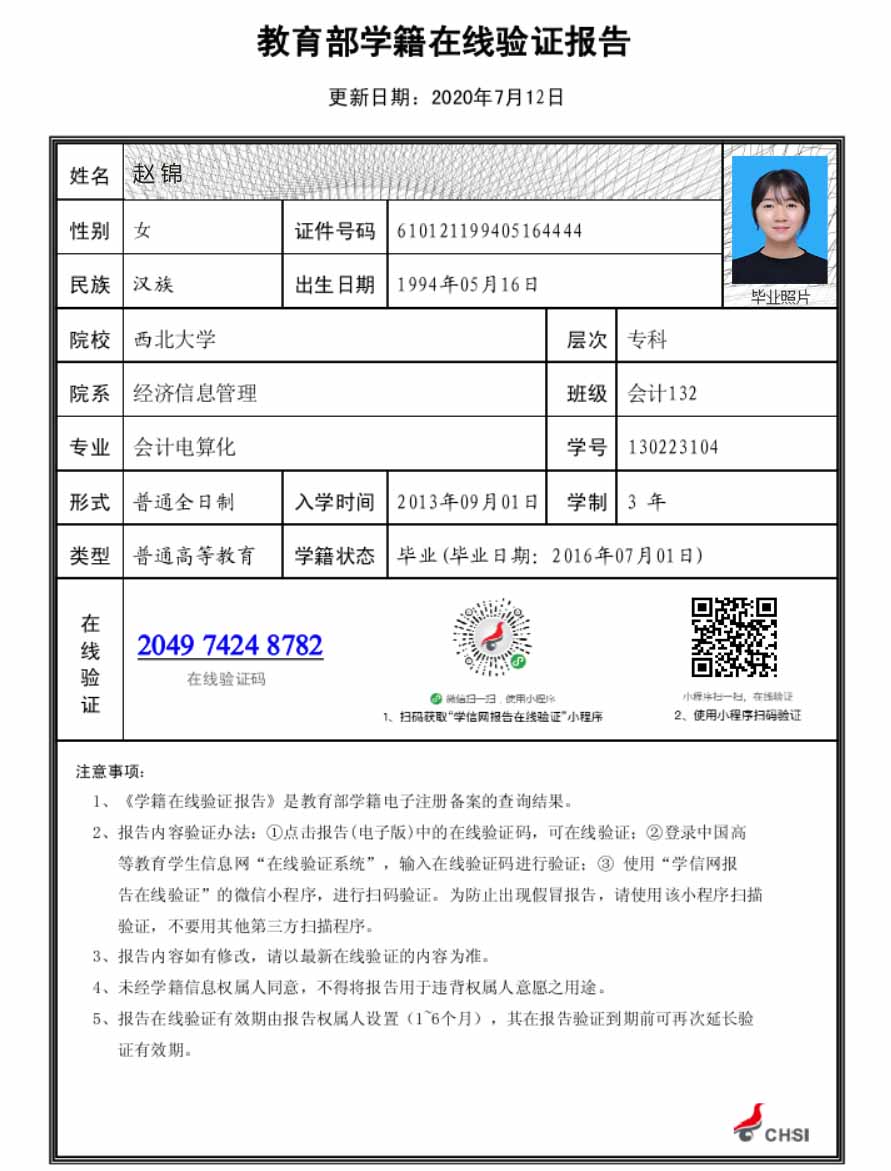 教育部学籍在线验证报告
更新日期：2020年7月12日
姓名 赵锦
性别 女 证件号码 610121199405164444
民族 汉族 出生日期 1994年05月16日
毕业照片
院校 西北大学 层次 专科
院系 经济信息管理 班级 会计132
专业 会计电算化 学号 130223104
形式 普通全日制 入学时间 2013年09月01日 学制 3 年
类型 普通高等教育 学籍状态 毕业(毕业日期：2016年07月01日)
在线验证
2049 7424 8782
在线验证码
微信扫一扫，使用小程序
1、扫码获取“学信网报告在线验证”小程序
小程序扫一扫，在线验证
2、使用小程序扫码验证
注意事项：
1、《学籍在线验证报告》是教育部学籍电子注册备案的查询结果。
2、报告内容验证办法：①点击报告(电子版)中的在线验证码，可在线验证；②登录中国高
等教育学生信息网“在线验证系统”，输入在线验证码进行验证；③ 使用“学信网报
告在线验证”的微信小程序，进行扫码验证。为防止出现假冒报告，请使用该小程序扫描
验证，不要用其他第三方扫描程序。
3、报告内容如有修改，请以最新在线验证的内容为准。
4、未经学籍信息权属人同意，不得将报告用于违背权属人意愿之用途。
5、报告在线验证有效期由报告权属人设置（1~6个月），其在报告验证到期前可再次延长验
证有效期。
CHSI